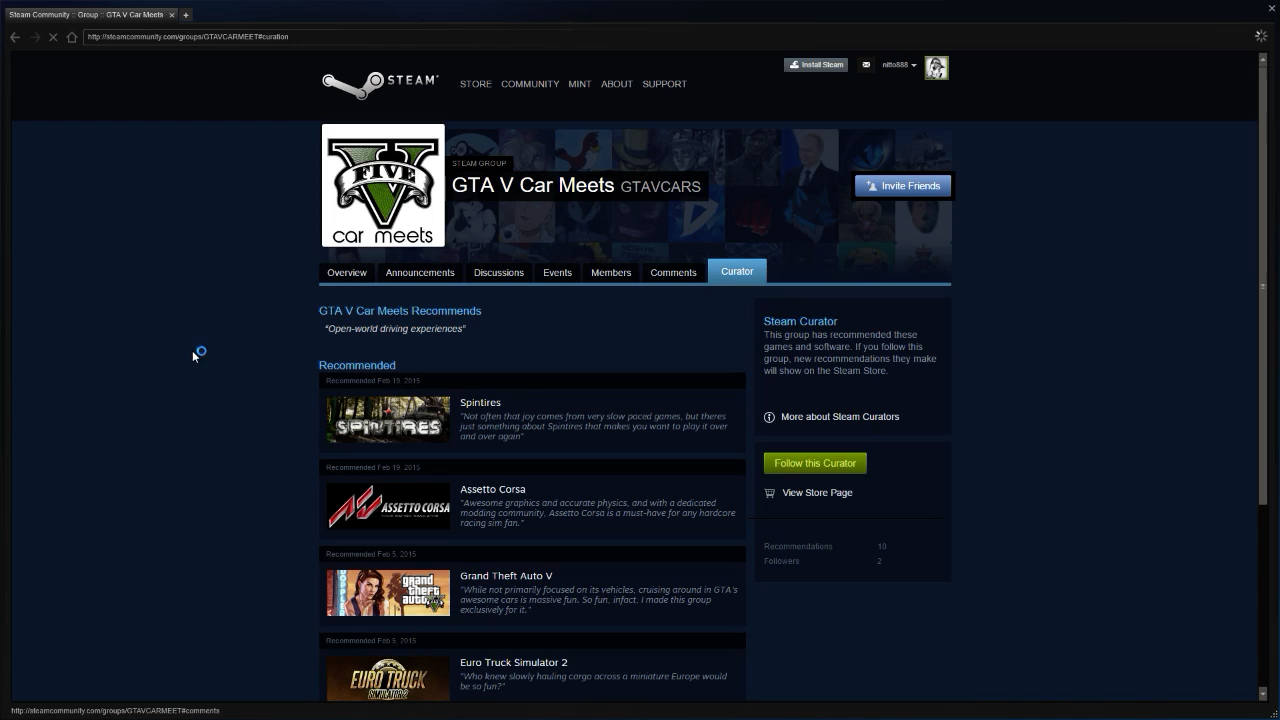 Steam Community :: Group :: GTA V Car Meets
http://steamcommunity.com/groups/GTAVCARMEET#curation
STEAM
STORE COMMUNITY MINT ABOUT SUPPORT
Install Steam
nitto888
FIVE
car meets
STEAM GROUP
GTA V Car Meets GTAVCARS
Invite Friends
Overview Announcements Discussions Events Members Comments Curator
GTA V Car Meets Recommends
"Open-world driving experiences"
Recommended
Recommended Feb 19, 2015
SPINTIRES
Spintires
"Not often that joy comes from very slow paced games, but theres
just something about Spintires that makes you want to play it over
and over again"
Recommended Feb 19, 2015
ASSETTO CORSA
Assetto Corsa
"Awesome graphics and accurate physics, and with a dedicated
modding community, Assetto Corsa is a must-have for any hardcore
racing sim fan."
Recommended Feb 5, 2015
grand
theft
auto
Grand Theft Auto V
"While not primarily focused on its vehicles, cruising around in GTA's
awesome cars is massive fun. So fun, infact, I made this group
exclusively for it."
Recommended Feb 5, 2015
EURO TRUCK
SIMULATOR 2
Euro Truck Simulator 2
"Who knew slowly hauling cargo across a miniature Europe would
be so fun?"
Steam Curator
This group has recommended these
games and software. If you follow this
group, new recommendations they make
will show on the Steam Store.
More about Steam Curators
Follow this Curator
View Store Page
Recommendations 10
Followers 2
http://steamcommunity.com/groups/GTAVCARMEET#comments